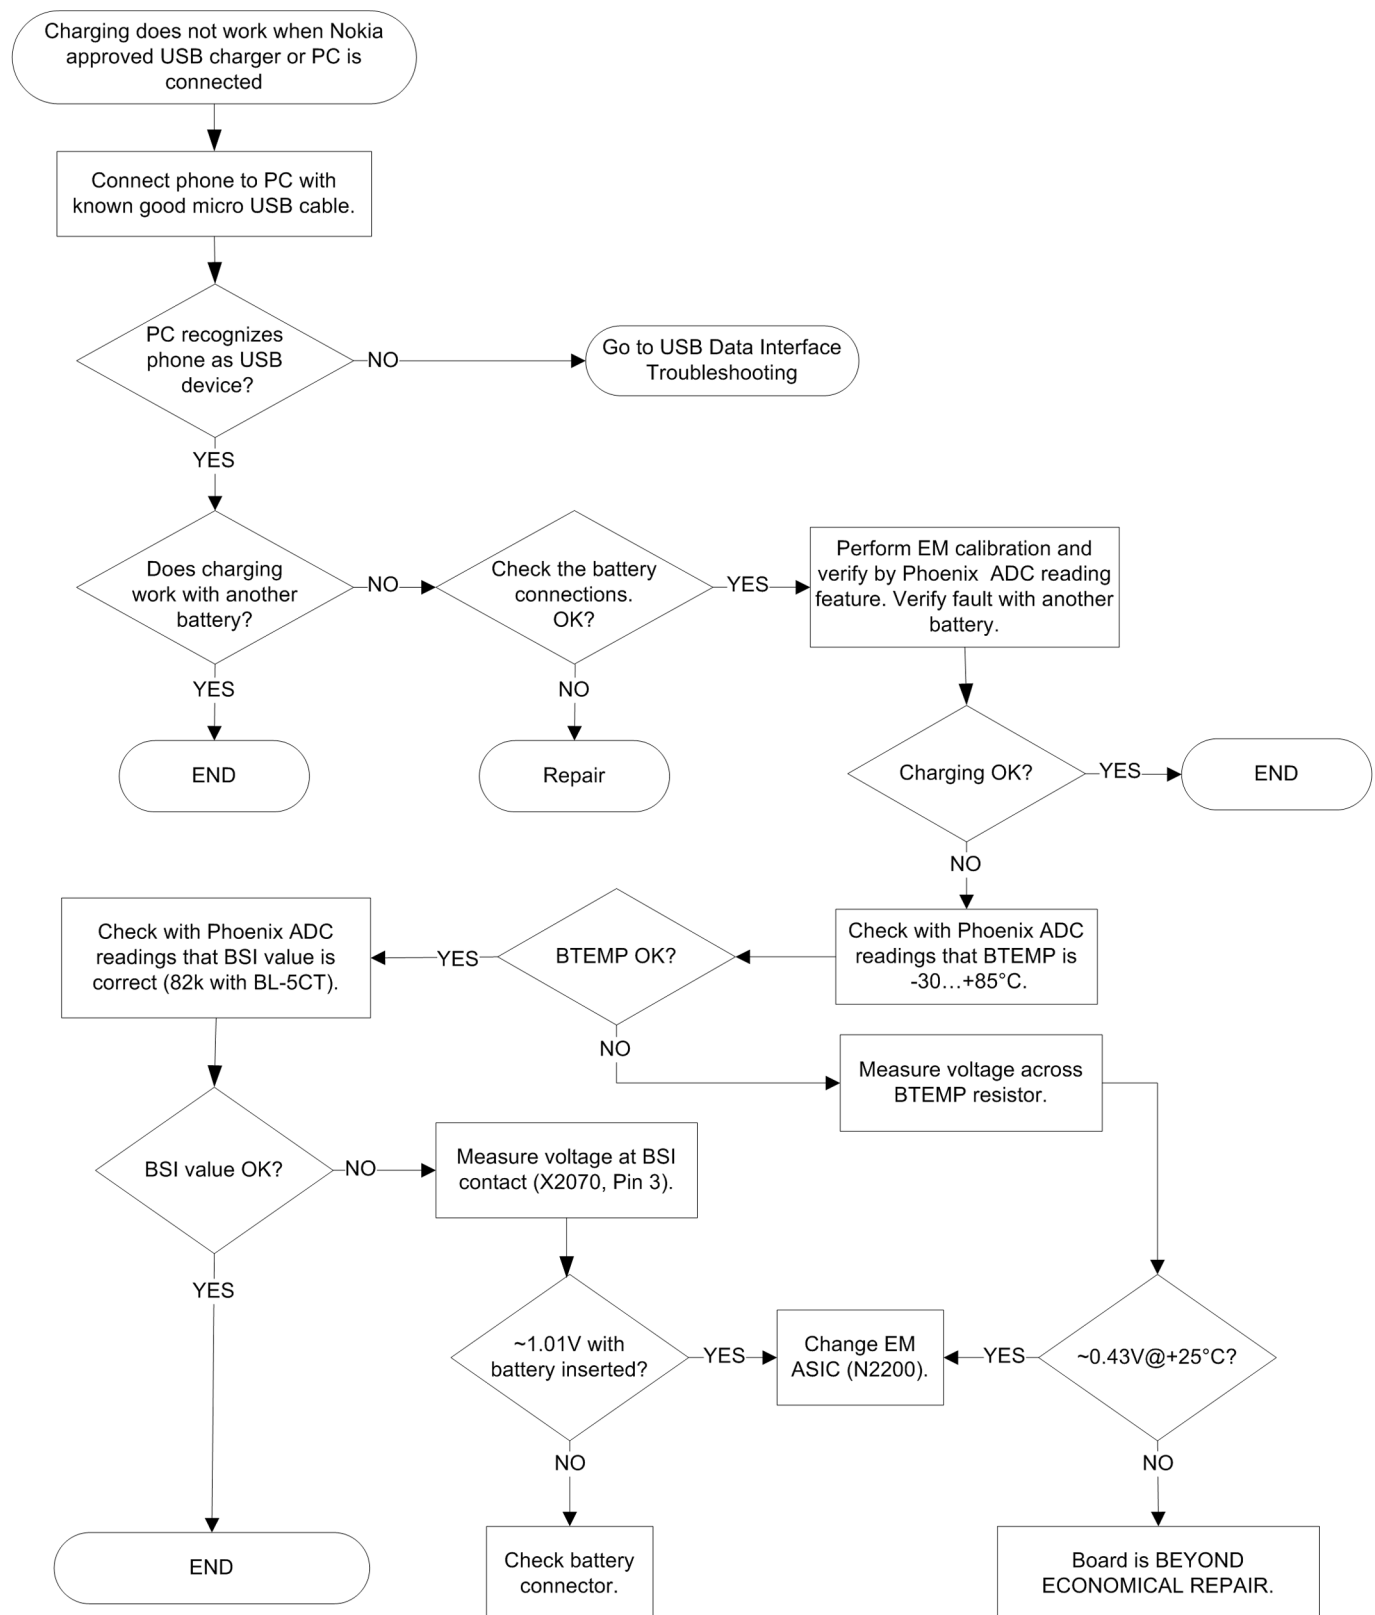 Charging does not work when Nokia
approved USB charger or PC is
connected
Connect phone to PC with
known good micro USB cable.
PC recognizes
phone as USB
device?
NO
Go to USB Data Interface
Troubleshooting
YES
Does charging
work with another
battery?
NO
Check the battery
connections.
OK?
YES
Perform EM calibration and
verify by Phoenix ADC reading
feature. Verify fault with another
battery.
YES
END
NO
Repair
Charging OK?
YES
END
NO
Check with Phoenix ADC
readings that BTEMP is
-30…+85°C.
BTEMP OK?
YES
Check with Phoenix ADC
readings that BSI value is
correct (82k with BL-5CT).
NO
Measure voltage across
BTEMP resistor.
BSI value OK?
NO
Measure voltage at BSI
contact (X2070, Pin 3).
YES
~1.01V with
battery inserted?
YES
Change EM
ASIC (N2200).
YES
~0.43V@+25°C?
NO
NO
END
Check battery
connector.
Board is BEYOND
ECONOMICAL REPAIR.